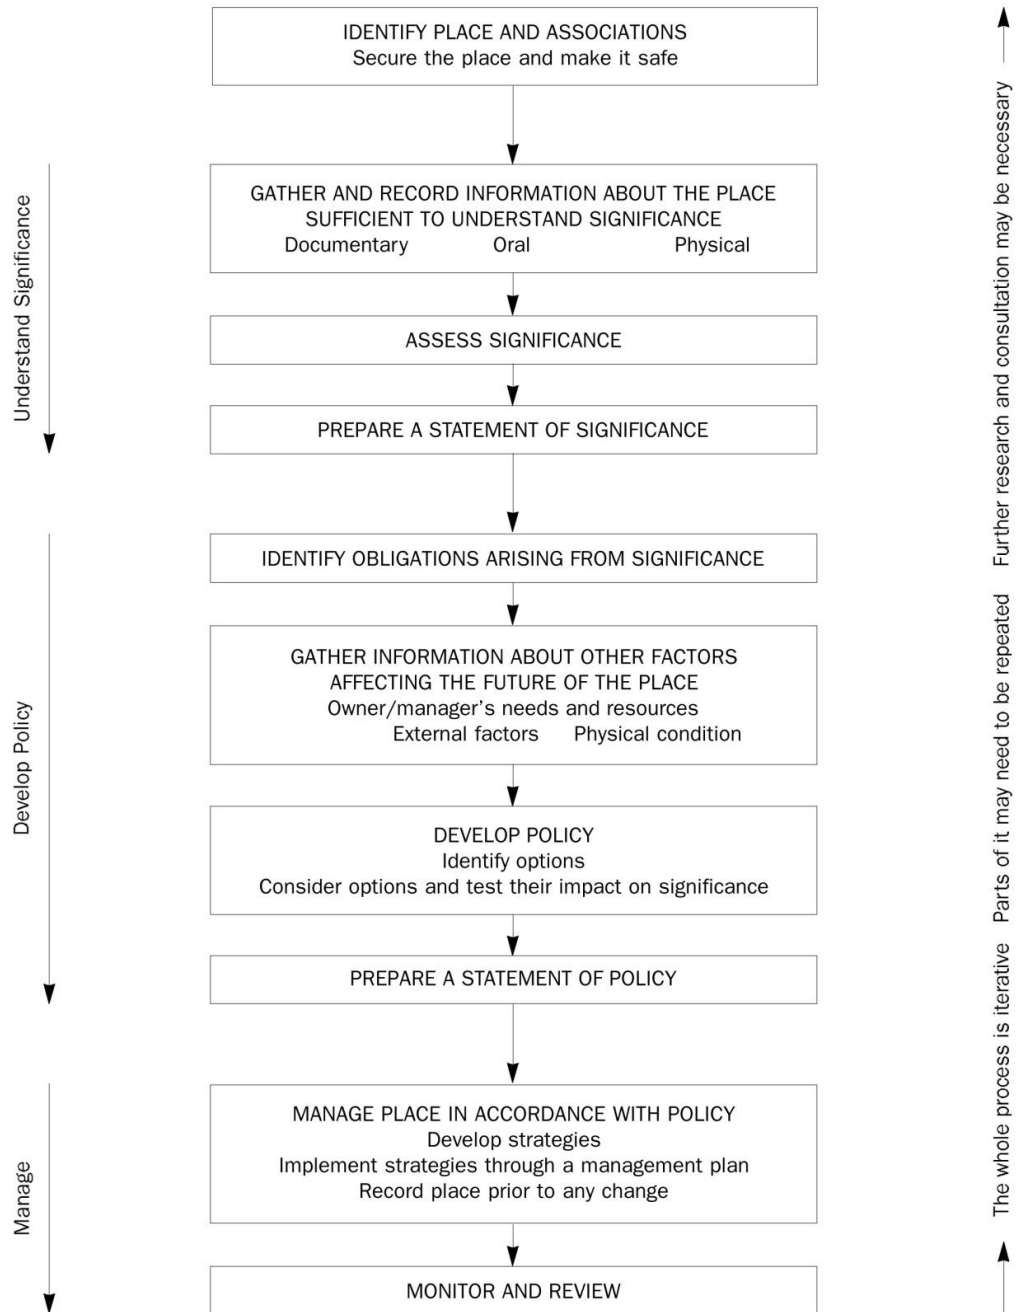 IDENTIFY PLACE AND ASSOCIATIONS
Secure the place and make it safe
Understand Significance
GATHER AND RECORD INFORMATION ABOUT THE PLACE
SUFFICIENT TO UNDERSTAND SIGNIFICANCE
Documentary Oral Physical
ASSESS SIGNIFICANCE
PREPARE A STATEMENT OF SIGNIFICANCE
Develop Policy
IDENTIFY OBLIGATIONS ARISING FROM SIGNIFICANCE
GATHER INFORMATION ABOUT OTHER FACTORS
AFFECTING THE FUTURE OF THE PLACE
Owner/manager's needs and resources
External factors Physical condition
DEVELOP POLICY
Identify options
Consider options and test their impact on significance
PREPARE A STATEMENT OF POLICY
Manage
MANAGE PLACE IN ACCORDANCE WITH POLICY
Develop strategies
Implement strategies through a management plan
Record place prior to any change
MONITOR AND REVIEW
The whole process is iterative Parts of it may need to be repeated Further research and consultation may be necessary